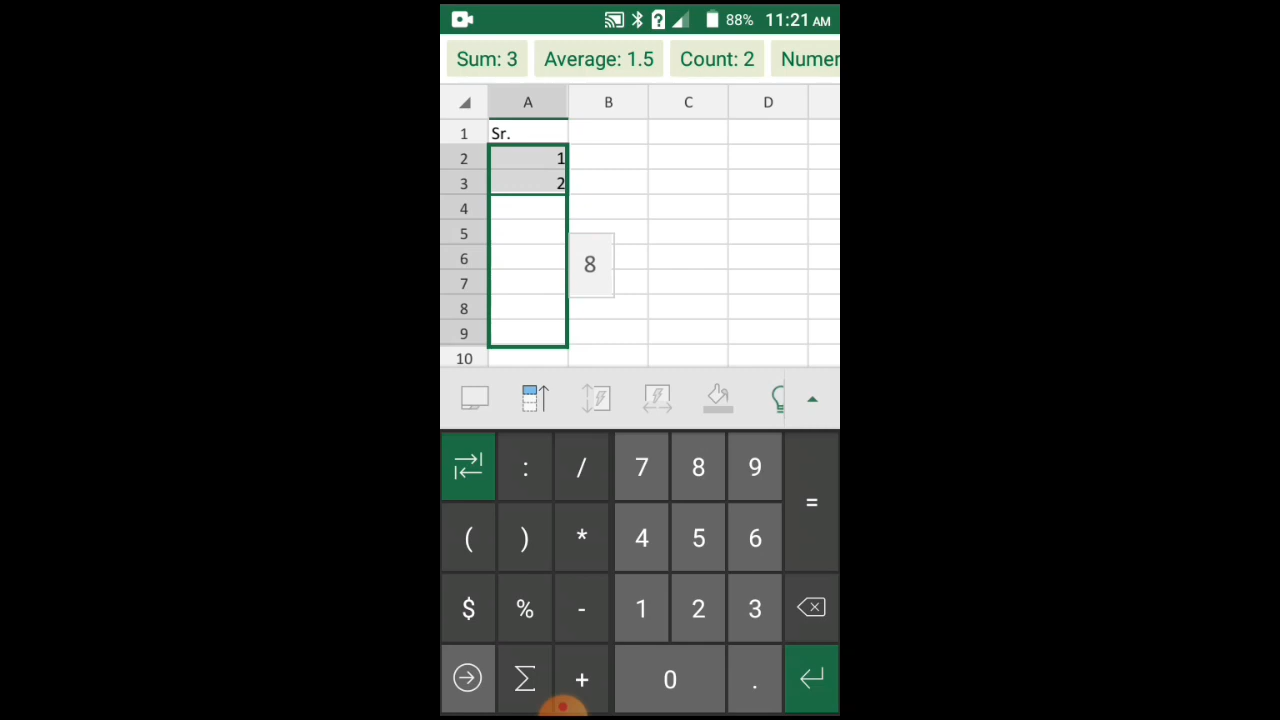 88% 11:21 AM
Sum: 3 Average: 1.5 Count: 2 Numer
A B C D
1 Sr.
2 1
3 2
4
5
6
7
8
9
10
8
: / 7 8 9
=
( ) * 4 5 6
$ % - 1 2 3
Σ + 0 .